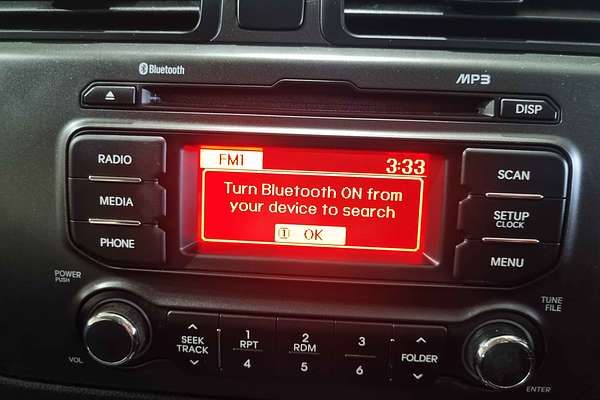 Bluetooth
MP3
DISP
RADIO
FM1
3:33
SCAN
MEDIA
Turn Bluetooth ON from
your device to search
SETUP
CLOCK
PHONE
1 OK
MENU
POWER
PUSH
TUNE
FILE
SEEK
TRACK
1
RPT
4
2
RDM
5
3
6
FOLDER
VOL
ENTER